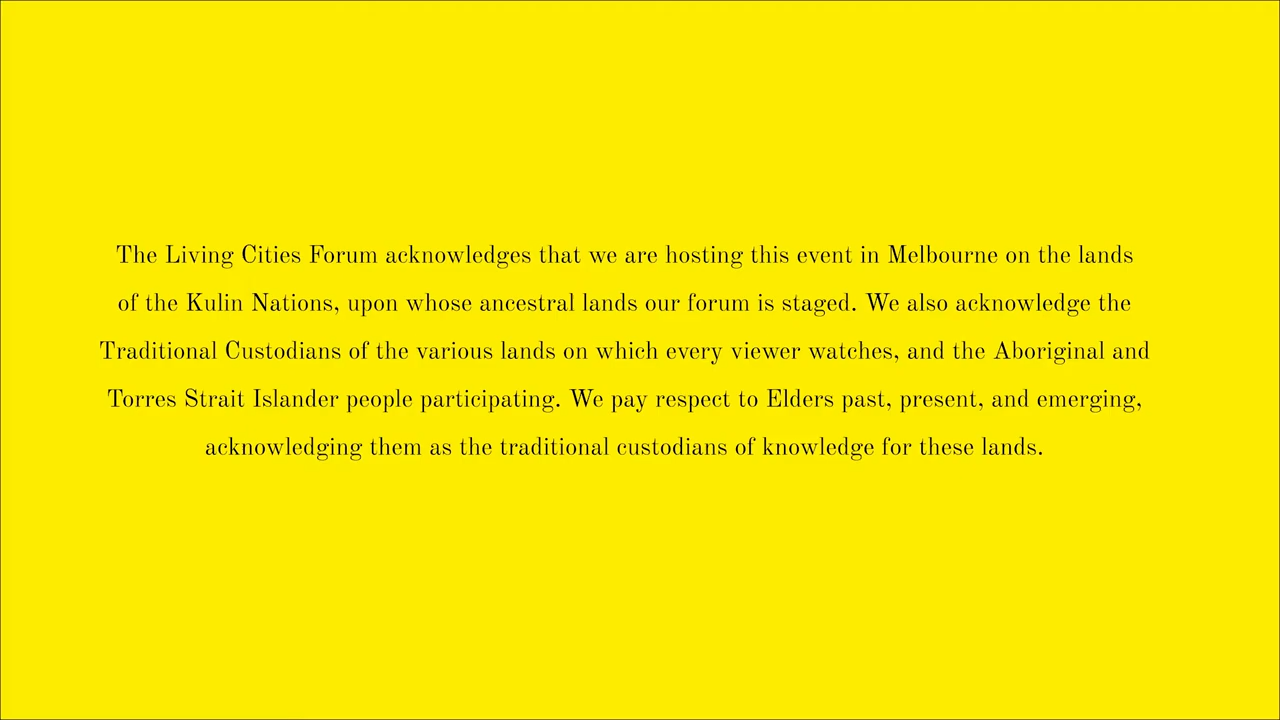 The Living Cities Forum acknowledges that we are hosting this event in Melbourne on the lands
of the Kulin Nations, upon whose ancestral lands our forum is staged. We also acknowledge the
Traditional Custodians of the various lands on which every viewer watches, and the Aboriginal and
Torres Strait Islander people participating. We pay respect to Elders past, present, and emerging,
acknowledging them as the traditional custodians of knowledge for these lands.